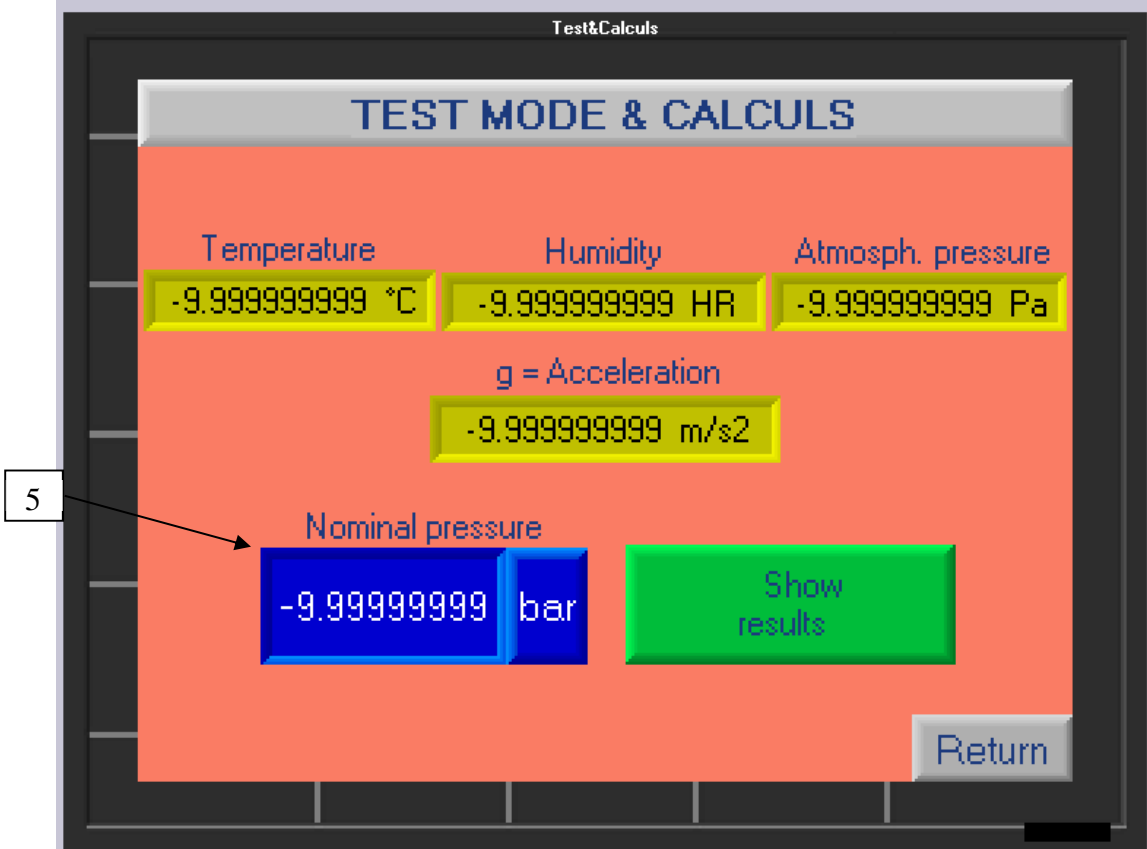 Test&Calculs
TEST MODE & CALCULS
Temperature Humidity Atmosph. pressure
-9.999999999 °C -9.999999999 HR -9.999999999 Pa
g = Acceleration
-9.999999999 m/s2
5
Nominal pressure
-9.99999999 bar
Show
results
Return